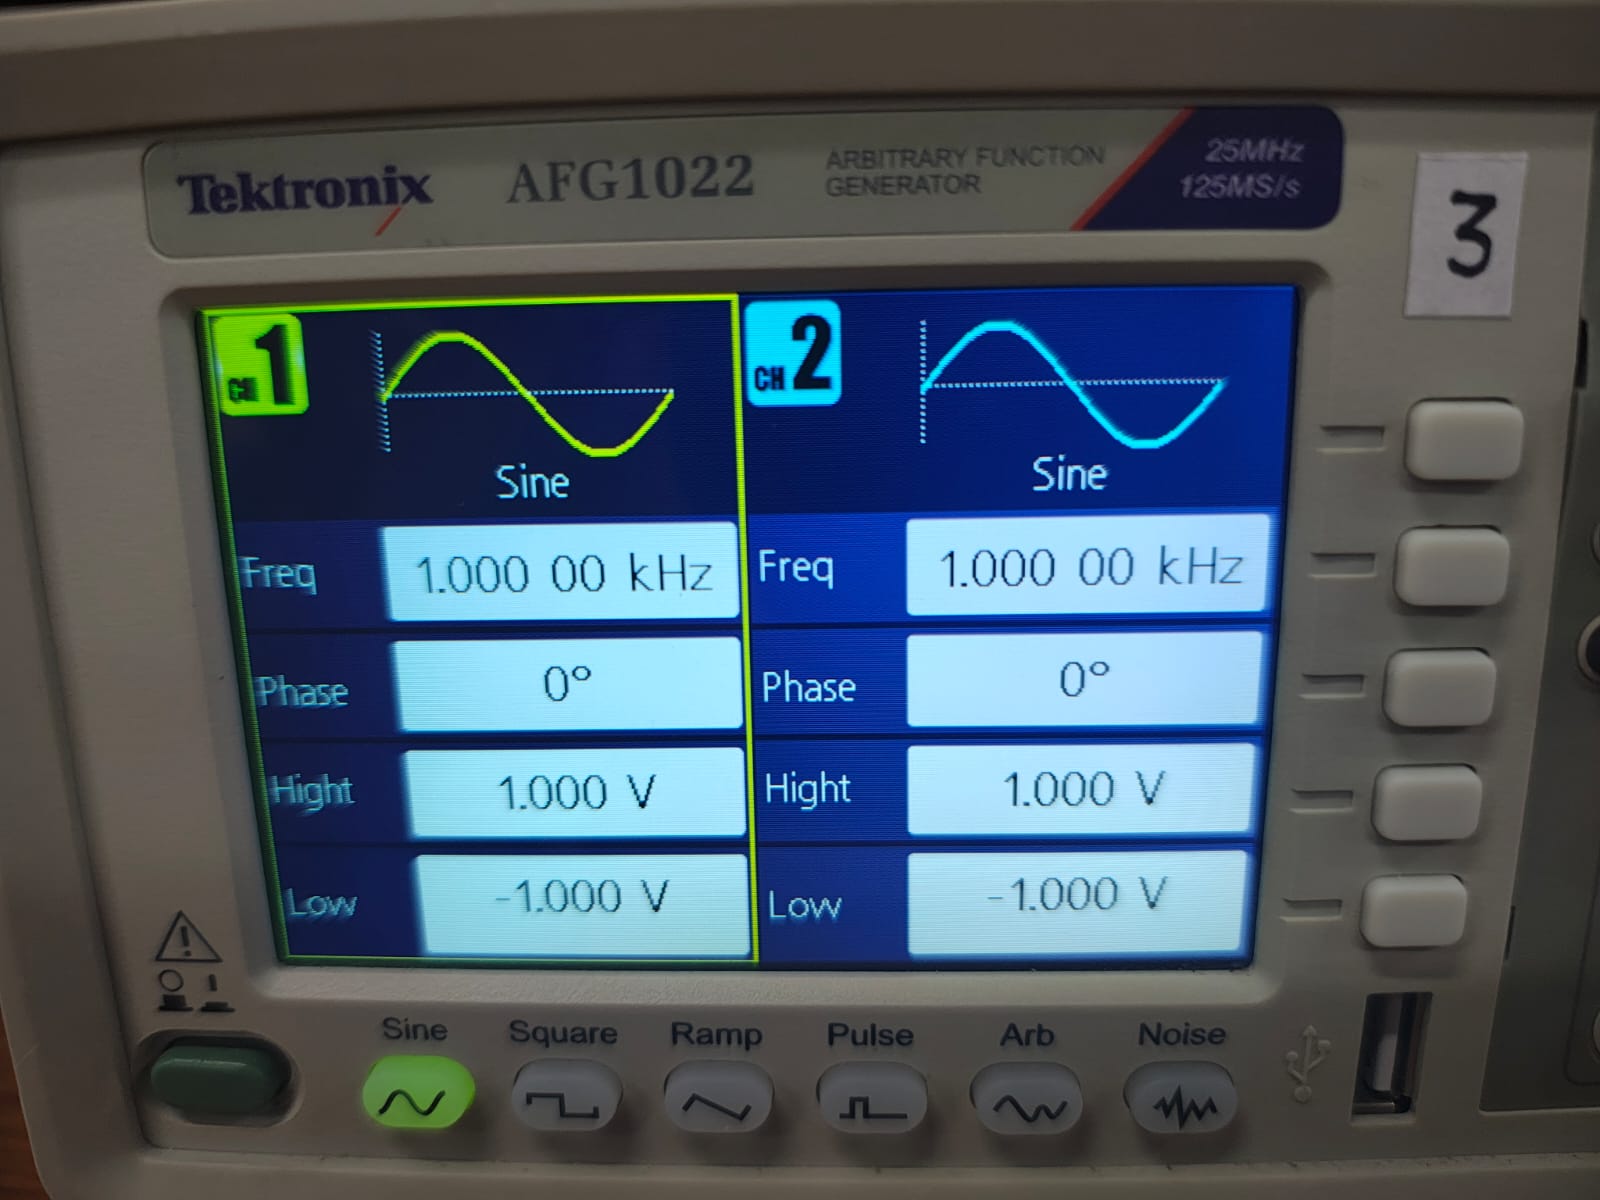 Tektronix AFG1022 ARBITRARY FUNCTION GENERATOR
25MHz
125MS/s
3
CH 1
Sine
Freq 1.000 00 kHz
Phase 0°
Hight 1.000 V
Low -1.000 V
CH 2
Sine
Freq 1.000 00 kHz
Phase 0°
Hight 1.000 V
Low -1.000 V
Sine Square Ramp Pulse Arb Noise